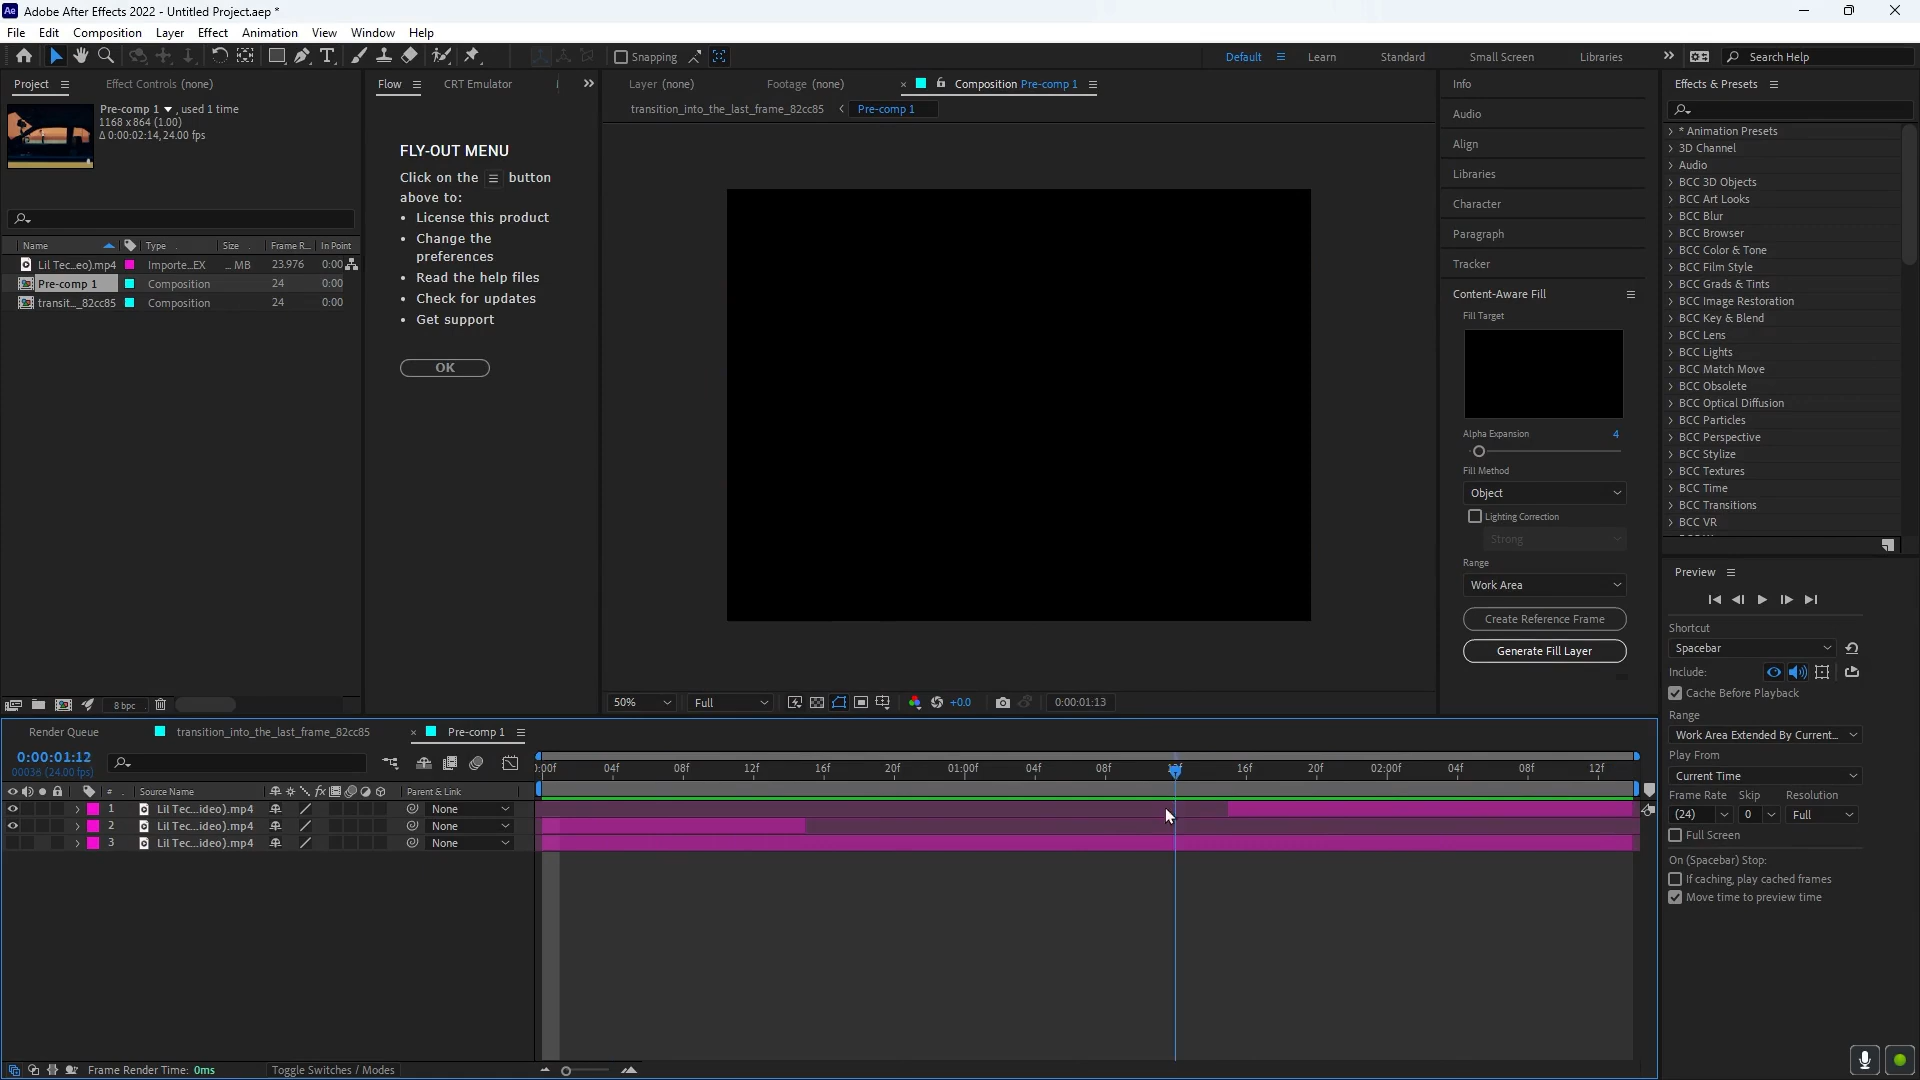 Ae Adobe After Effects 2022 - Untitled Project.aep *
File Edit Composition Layer Effect Animation View Window Help
Snapping
Default Learn Standard Small Screen Libraries Search Help
Project Effect Controls (none)
Pre-comp 1 , used 1 time
1168 x 864 (1.00)
Δ 0:00:02:14, 24.00 fps
Name Type Size Frame R... In Point
Lil Tec...eo).mp4 Importe...EX ... MB 23.976 0:00
Pre-comp 1 Composition 24 0:00
transit..._82cc85 Composition 24 0:00
8 bpc
Flow CRT Emulator
FLY-OUT MENU
Click on the button
above to:
• License this product
• Change the
preferences
• Read the help files
• Check for updates
• Get support
OK
Layer (none) Footage (none) Composition Pre-comp 1
transition_into_the_last_frame_82cc85 Pre-comp 1
50% Full +0.0 0:00:01:13
Info
Audio
Align
Libraries
Character
Paragraph
Tracker
Content-Aware Fill
Fill Target
Alpha Expansion 4
Fill Method
Object
Lighting Correction
Strong
Range
Work Area
Create Reference Frame
Generate Fill Layer
Effects & Presets
* Animation Presets
3D Channel
Audio
BCC 3D Objects
BCC Art Looks
BCC Blur
BCC Browser
BCC Color & Tone
BCC Film Style
BCC Grads & Tints
BCC Image Restoration
BCC Key & Blend
BCC Lens
BCC Lights
BCC Match Move
BCC Obsolete
BCC Optical Diffusion
BCC Particles
BCC Perspective
BCC Stylize
BCC Textures
BCC Time
BCC Transitions
BCC VR
Preview
Shortcut
Spacebar
Include:
Cache Before Playback
Range
Work Area Extended By Current...
Play From
Current Time
Frame Rate Skip Resolution
(24) 0 Full
Full Screen
On (Spacebar) Stop:
If caching, play cached frames
Move time to preview time
Render Queue transition_into_the_last_frame_82cc85 Pre-comp 1
0:00:01:12
00036 (24.00 fps)
:00f 04f 08f 12f 16f 20f 01:00f 04f 08f 12f 16f 20f 02:00f 04f 08f 12f
# Source Name fx Parent & Link
1 Lil Tec...ideo).mp4 None
2 Lil Tec...ideo).mp4 None
3 Lil Tec...ideo).mp4 None
Frame Render Time: 0ms Toggle Switches / Modes